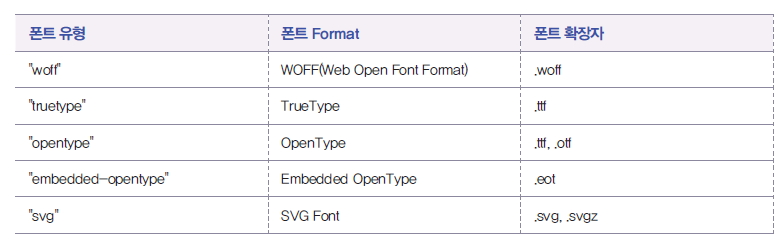 폰트 유형 폰트 Format 폰트 확장자
"woff" WOFF(Web Open Font Format) .woff
"truetype" TrueType .ttf
"opentype" OpenType .ttf, .otf
"embedded-opentype" Embedded OpenType .eot
"svg" SVG Font .svg, .svgz